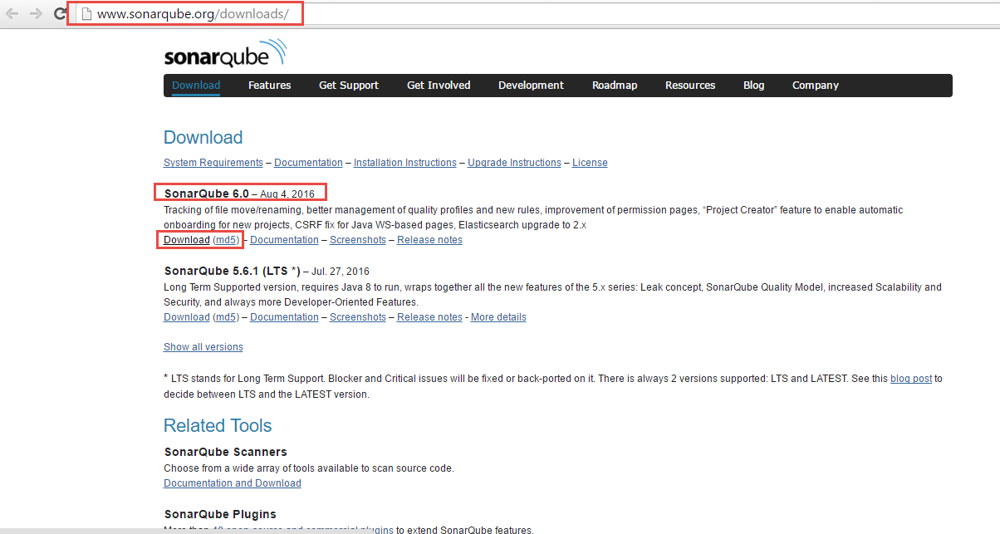 www.sonarqube.org/downloads/
sonarqube
Download Features Get Support Get Involved Development Roadmap Resources Blog Company
Download
System Requirements – Documentation – Installation Instructions – Upgrade Instructions – License
SonarQube 6.0 – Aug 4, 2016
Tracking of file move/renaming, better management of quality profiles and new rules, improvement of permission pages, “Project Creator” feature to enable automatic
onboarding for new projects, CSRF fix for Java WS-based pages, Elasticsearch upgrade to 2.x
Download (md5) – Documentation – Screenshots – Release notes
SonarQube 5.6.1 (LTS *) – Jul. 27, 2016
Long Term Supported version, requires Java 8 to run, wraps together all the new features of the 5.x series: Leak concept, SonarQube Quality Model, increased Scalability and
Security, and always more Developer-Oriented Features.
Download (md5) – Documentation – Screenshots – Release notes - More details
Show all versions
* LTS stands for Long Term Support. Blocker and Critical issues will be fixed or back-ported on it. There is always 2 versions supported: LTS and LATEST. See this blog post to
decide between LTS and the LATEST version.
Related Tools
SonarQube Scanners
Choose from a wide array of tools available to scan source code.
Documentation and Download
SonarQube Plugins
More than 40 open source and commercial plugins to extend SonarQube features.